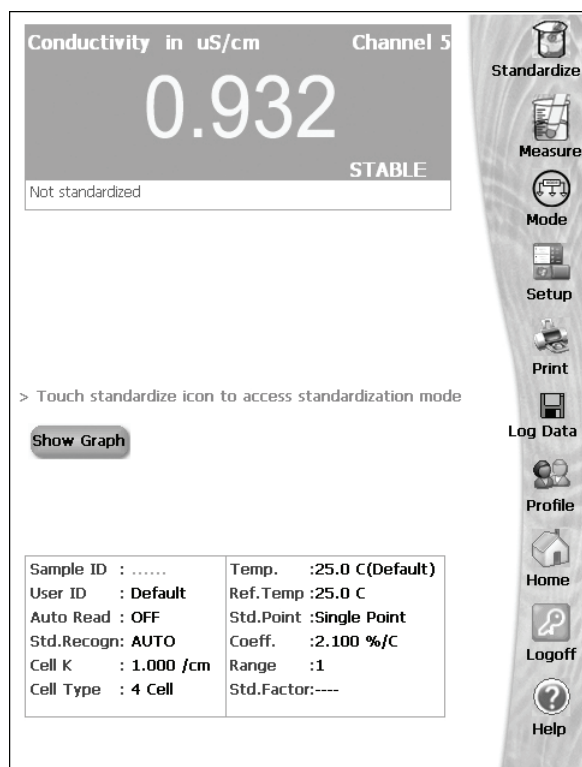 Conductivity in uS/cm Channel 5
0.932
STABLE
Not standardized
> Touch standardize icon to access standardization mode
Show Graph
Sample ID : ......
User ID : Default
Auto Read : OFF
Std.Recogn: AUTO
Cell K : 1.000 /cm
Cell Type : 4 Cell
Temp. :25.0 C(Default)
Ref.Temp :25.0 C
Std.Point :Single Point
Coeff. :2.100 %/C
Range :1
Std.Factor:----
Standardize
Measure
Mode
Setup
Print
Log Data
Profile
Home
Logoff
Help